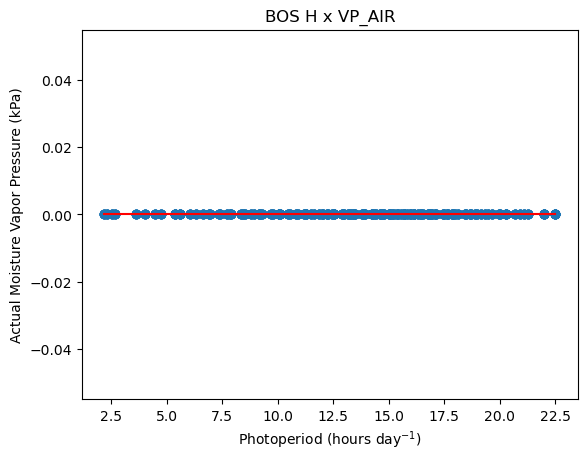 BOS H x VP_AIR
Actual Moisture Vapor Pressure (kPa)
0.04
0.02
0.00
−0.02
−0.04
2.5 5.0 7.5 10.0 12.5 15.0 17.5 20.0 22.5
Photoperiod (hours day⁻¹)